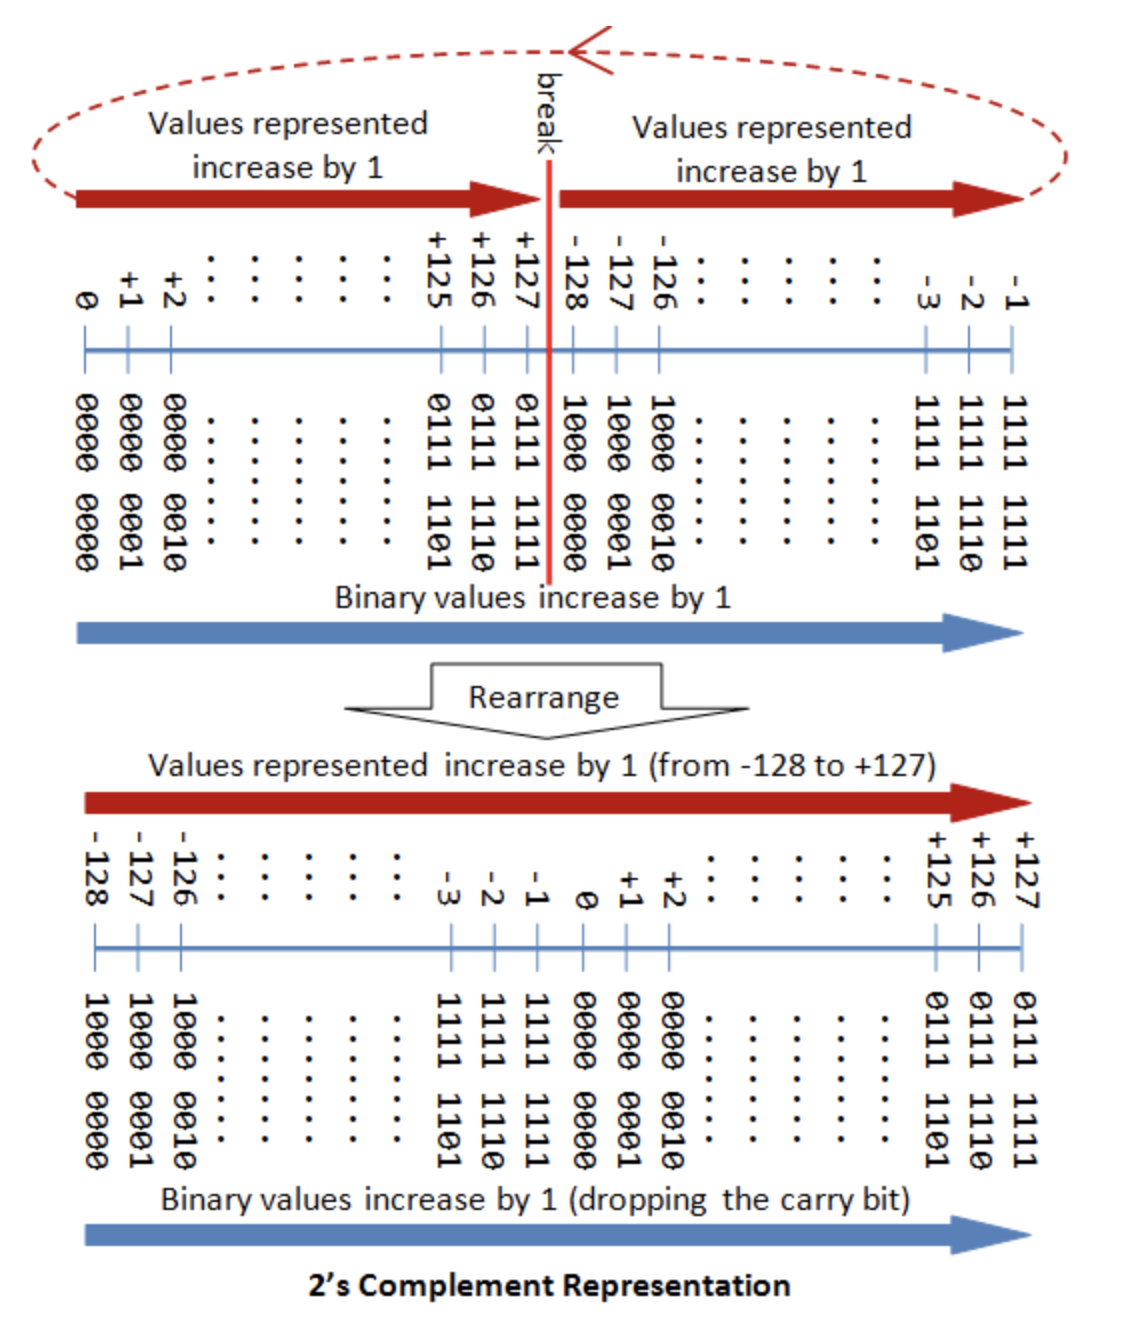 break
Values represented
increase by 1
Values represented
increase by 1
0 +1 +2 +125 +126 +127 -128 -127 -126 -3 -2 -1
0000 0000
0000 0001
0000 0010
0111 1101
0111 1110
0111 1111
1000 0000
1000 0001
1000 0010
1111 1101
1111 1110
1111 1111
Binary values increase by 1
Rearrange
Values represented increase by 1 (from -128 to +127)
-128 -127 -126 -3 -2 -1 0 +1 +2 +125 +126 +127
1000 0000
1000 0001
1000 0010
1111 1101
1111 1110
1111 1111
0000 0000
0000 0001
0000 0010
0111 1101
0111 1110
0111 1111
Binary values increase by 1 (dropping the carry bit)
2's Complement Representation